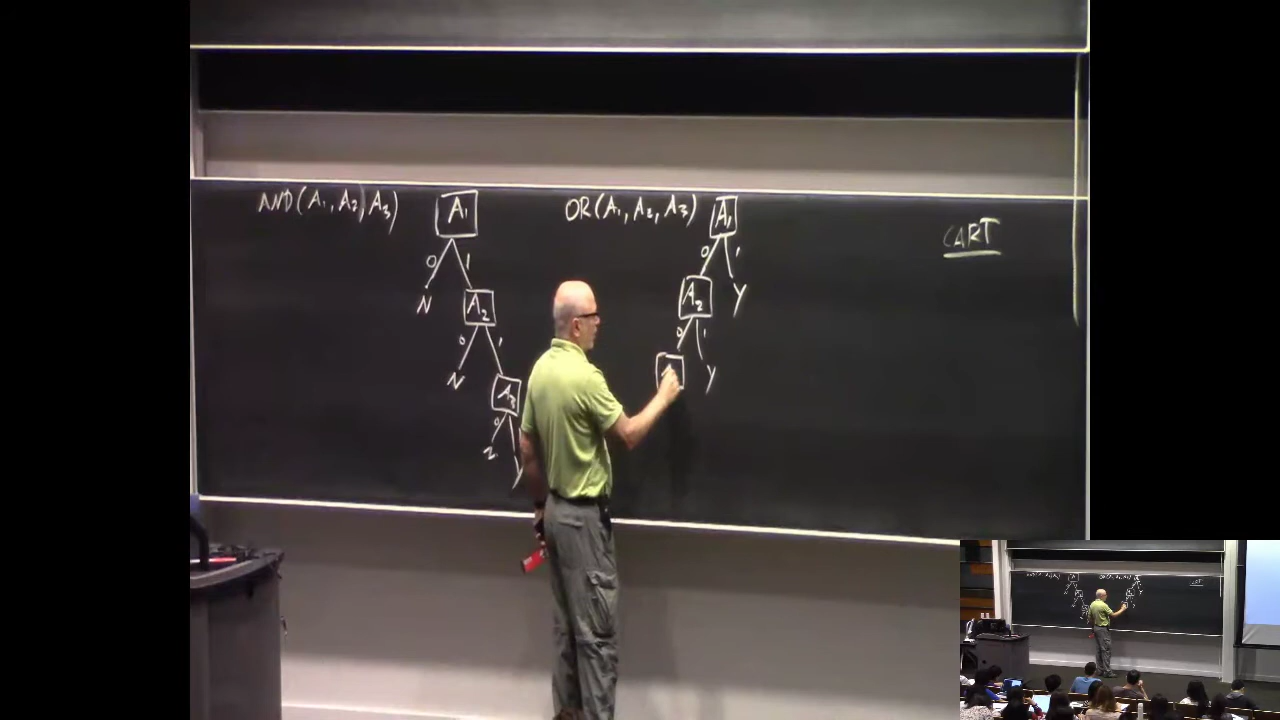 AND(A₁, A₂, A₃)
A₁
0 1
N
A₂
0 1
N
A₃
0
N
Y
OR(A₁, A₂, A₃)
A₁
0 1
A₂
Y
0 1
Y
CART